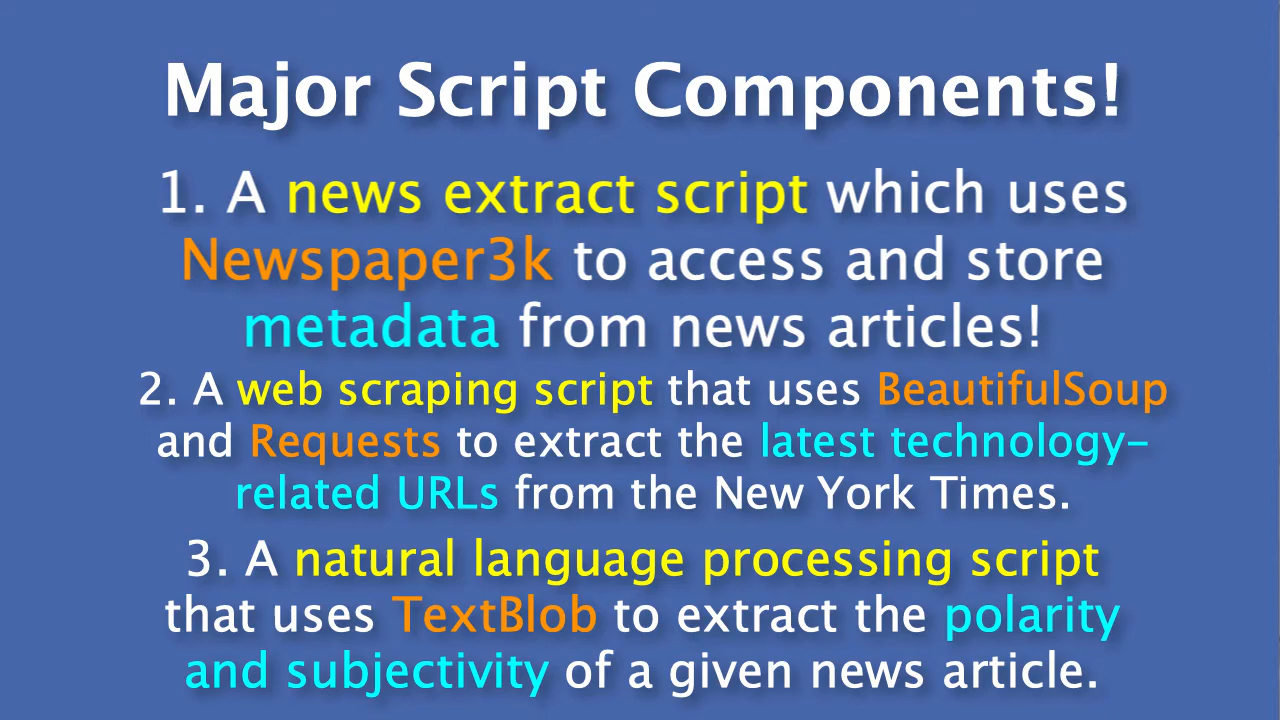 Major Script Components!
1. A news extract script which uses
Newspaper3k to access and store
metadata from news articles!
2. A web scraping script that uses BeautifulSoup
and Requests to extract the latest technology-
related URLs from the New York Times.
3. A natural language processing script
that uses TextBlob to extract the polarity
and subjectivity of a given news article.